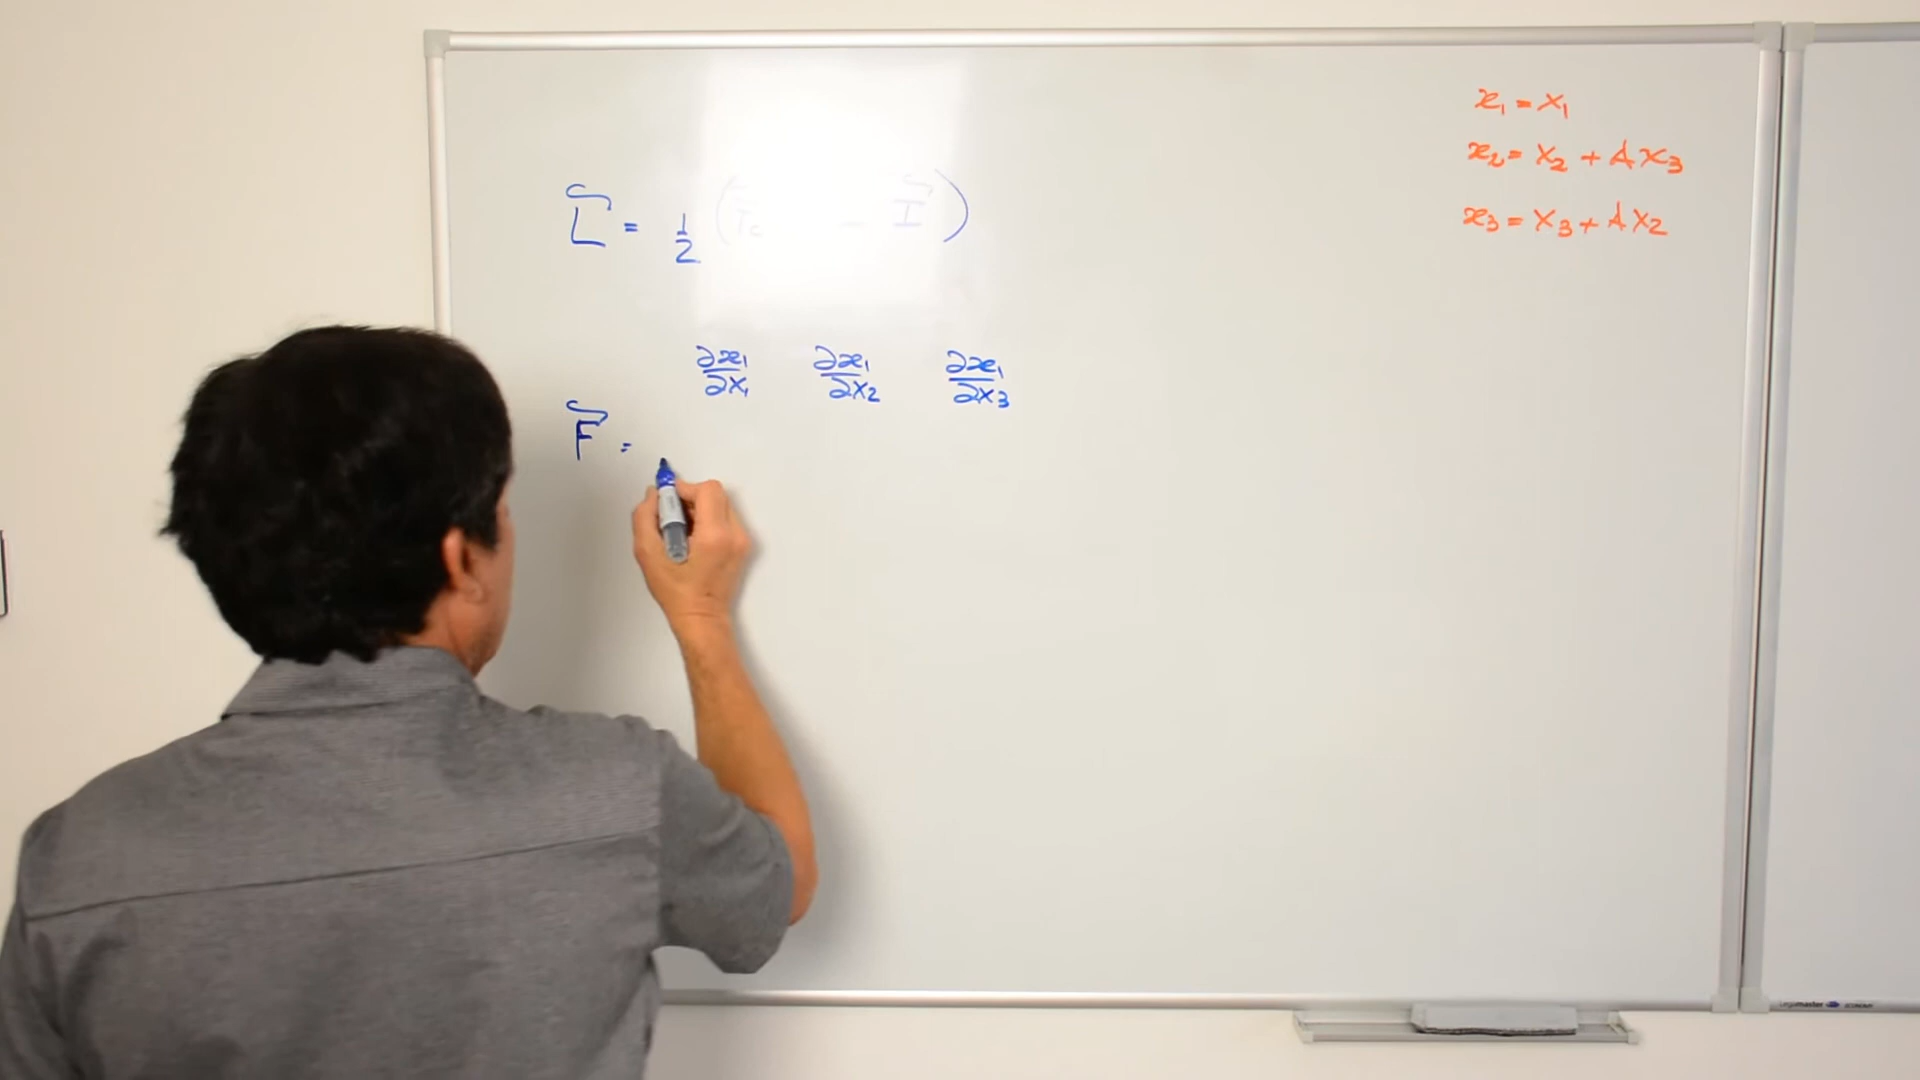 x₁ = X₁
x₂ = X₂ + A X₃
x₃ = X₃ + A X₂
L = 1/2 ( - I )
∂x₁/∂X₁ ∂x₁/∂X₂ ∂x₁/∂X₃
F =